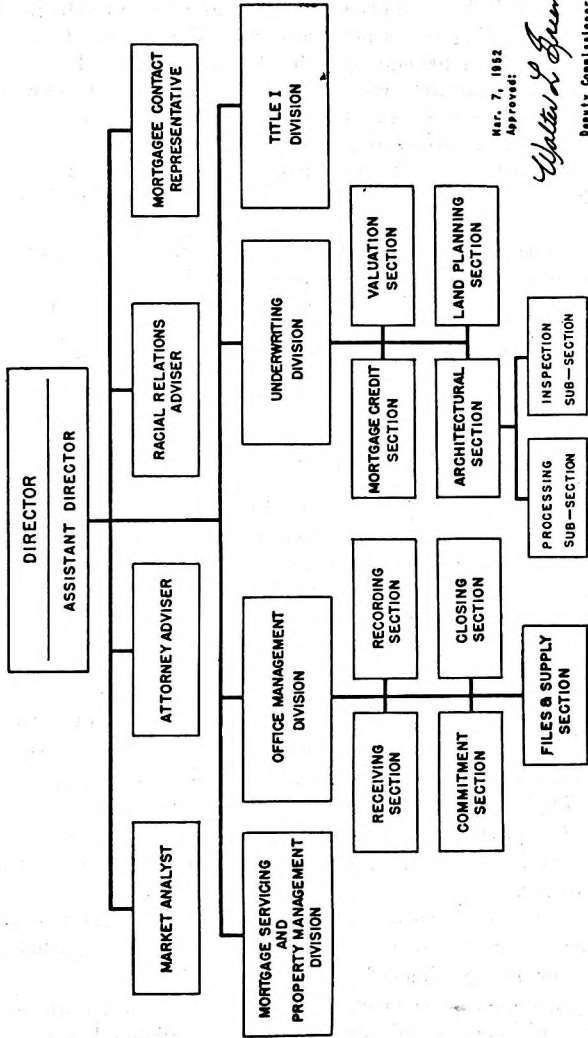 DIRECTOR
ASSISTANT DIRECTOR
MARKET ANALYST
ATTORNEY ADVISER
RACIAL RELATIONS
ADVISER
MORTGAGEE CONTACT
REPRESENTATIVE
MORTGAGE SERVICING
AND
PROPERTY MANAGEMENT
DIVISION
OFFICE MANAGEMENT
DIVISION
UNDERWRITING
DIVISION
TITLE I
DIVISION
RECEIVING
SECTION
RECORDING
SECTION
COMMITMENT
SECTION
CLOSING
SECTION
FILES & SUPPLY
SECTION
MORTGAGE CREDIT
SECTION
VALUATION
SECTION
ARCHITECTURAL
SECTION
LAND PLANNING
SECTION
PROCESSING
SUB-SECTION
INSPECTION
SUB-SECTION
Mar. 7, 1952
Approved:
Walter L
Deputy Commissioner